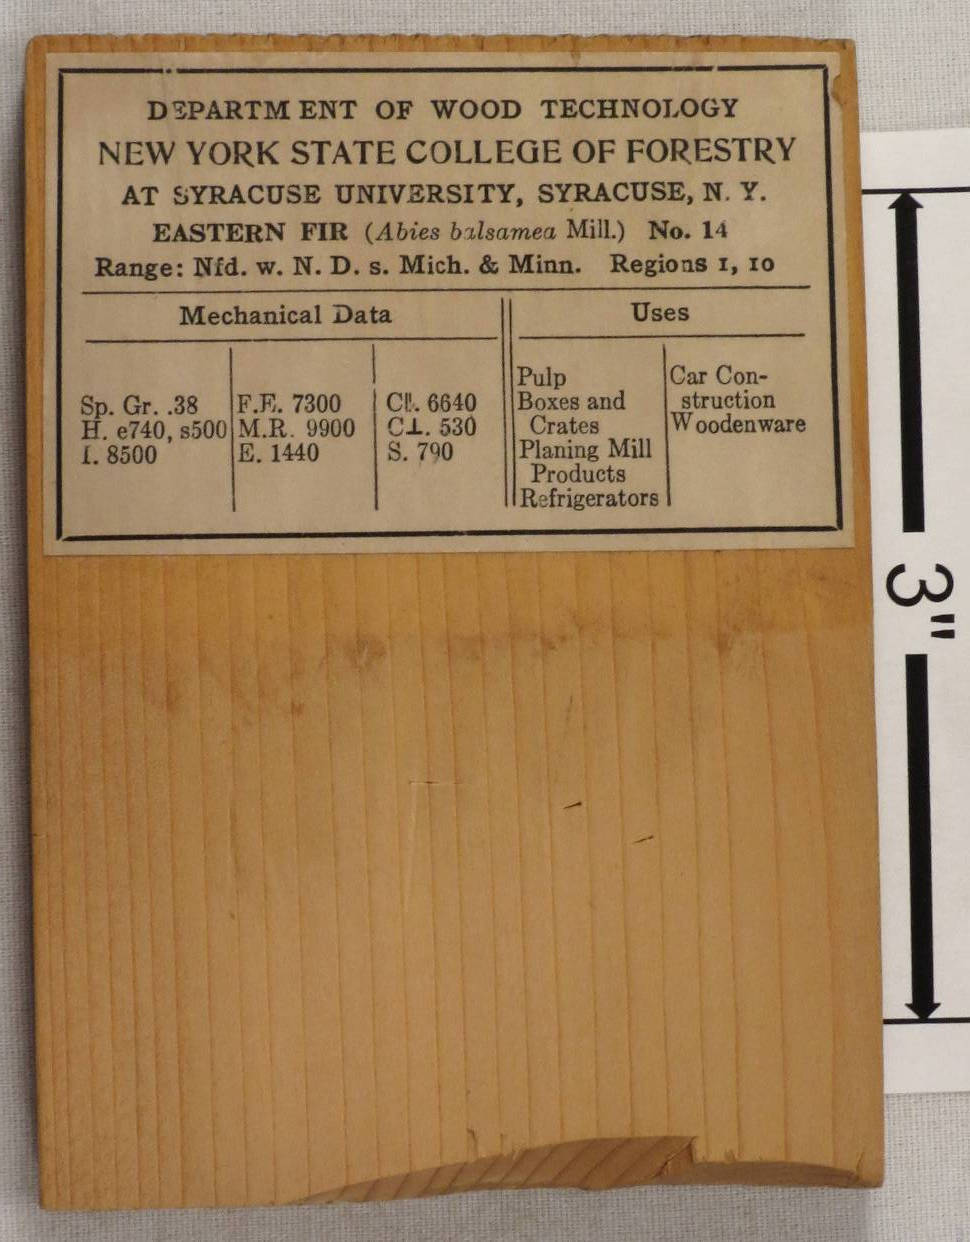 DEPARTMENT OF WOOD TECHNOLOGY
NEW YORK STATE COLLEGE OF FORESTRY
AT SYRACUSE UNIVERSITY, SYRACUSE, N. Y.
EASTERN FIR (Abies balsamea Mill.) No. 14
Range: Nfd. w. N. D. s. Mich. & Minn. Regions 1, 10
Mechanical Data
Sp. Gr. .38
H. e740, s500
I. 8500
F.E. 7300
M.R. 9900
E. 1440
C∥. 6640
C⊥. 530
S. 790
Uses
Pulp
Boxes and
Crates
Planing Mill
Products
Refrigerators
Car Con-
struction
Woodenware
3"